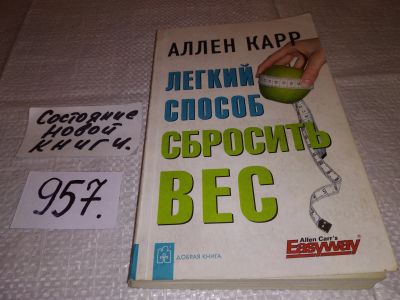 Состояние
новой
книги.
957.
АЛЛЕН КАРР
ЛЕГКИЙ
СПОСОБ
СБРОСИТЬ
ВЕС
ДОБРАЯ КНИГА
Allen Carr's
Easyway